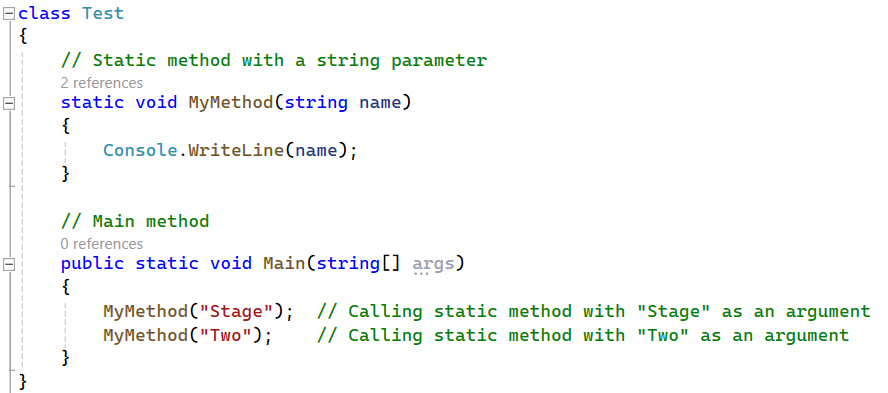 class Test
{
    // Static method with a string parameter
    2 references
    static void MyMethod(string name)
    {
        Console.WriteLine(name);
    }

    // Main method
    0 references
    public static void Main(string[] args)
    {
        MyMethod("Stage");  // Calling static method with "Stage" as an argument
        MyMethod("Two");    // Calling static method with "Two" as an argument
    }
}